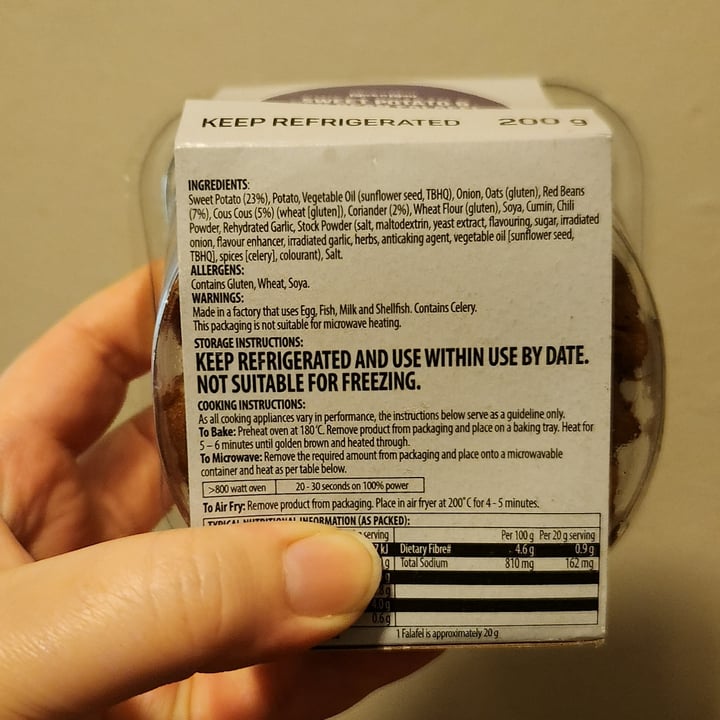 SWEET POTATO &
KEEP REFRIGERATED 200 g
INGREDIENTS:
Sweet Potato (23%), Potato, Vegetable Oil (sunflower seed, TBHQ), Onion, Oats (gluten), Red Beans
(7%), Cous Cous (5%) (wheat [gluten]), Coriander (2%), Wheat Flour (gluten), Soya, Cumin, Chili
Powder, Rehydrated Garlic, Stock Powder (salt, maltodextrin, yeast extract, flavouring, sugar, irradiated
onion, flavour enhancer, irradiated garlic, herbs, anticaking agent, vegetable oil [sunflower seed,
TBHQ], spices [celery], colourant), Salt.
ALLERGENS:
Contains Gluten, Wheat, Soya.
WARNINGS:
Made in a factory that uses Egg, Fish, Milk and Shellfish. Contains Celery.
This packaging is not suitable for microwave heating.
STORAGE INSTRUCTIONS:
KEEP REFRIGERATED AND USE WITHIN USE BY DATE.
NOT SUITABLE FOR FREEZING.
COOKING INSTRUCTIONS:
As all cooking appliances vary in performance, the instructions below serve as a guideline only.
To Bake: Preheat oven at 180°C. Remove product from packaging and place on a baking tray. Heat for
5 – 6 minutes until golden brown and heated through.
To Microwave: Remove the required amount from packaging and place onto a microwavable
container and heat as per table below.
>800 watt oven 20 - 30 seconds on 100% power
To Air Fry: Remove product from packaging. Place in air fryer at 200°C for 4 - 5 minutes.
TYPICAL NUTRITIONAL INFORMATION (AS PACKED):
serving Per 100 g Per 20 g serving
kJ Dietary Fibre# 4.6 g 0.9 g
g Total Sodium 810 mg 162 mg
g
g
4.0 g
0.6 g
1 Falafel is approximately 20 g